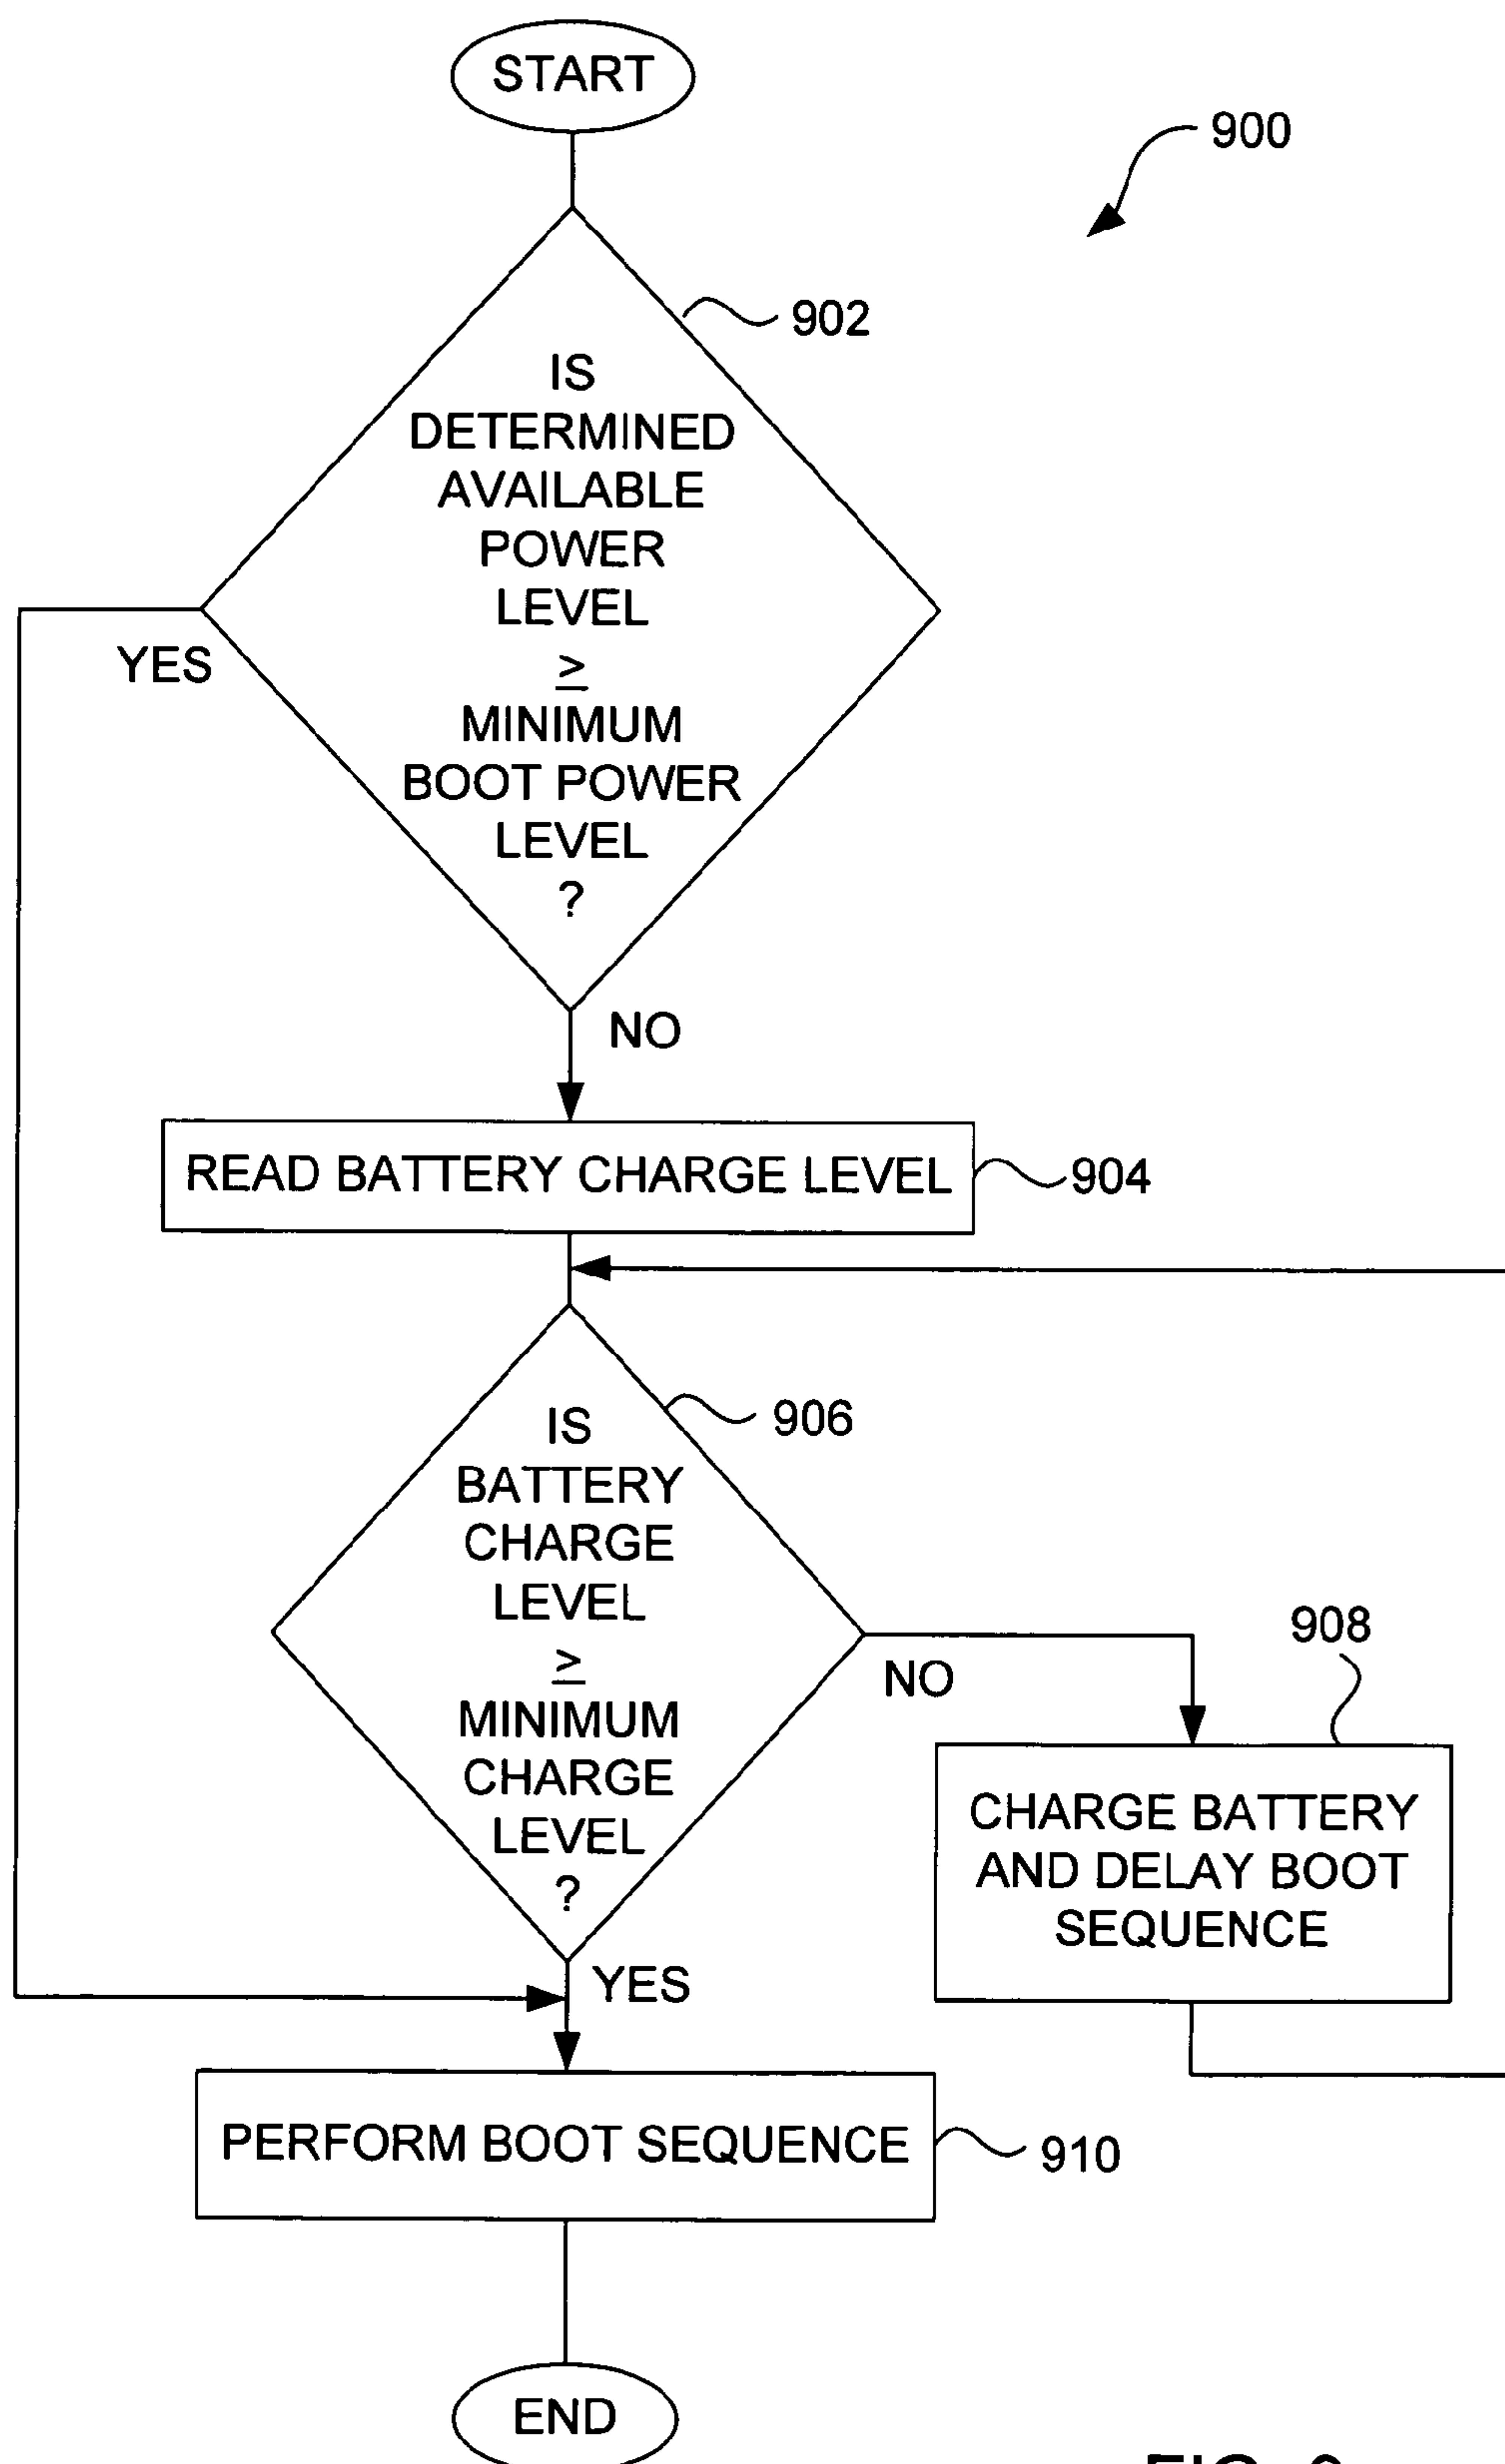 START
900
902
IS
DETERMINED
AVAILABLE
POWER
LEVEL
≥
MINIMUM
BOOT POWER
LEVEL
?
YES
NO
READ BATTERY CHARGE LEVEL
904
906
IS
BATTERY
CHARGE
LEVEL
≥
MINIMUM
CHARGE
LEVEL
?
NO
908
CHARGE BATTERY
AND DELAY BOOT
SEQUENCE
YES
PERFORM BOOT SEQUENCE
910
END